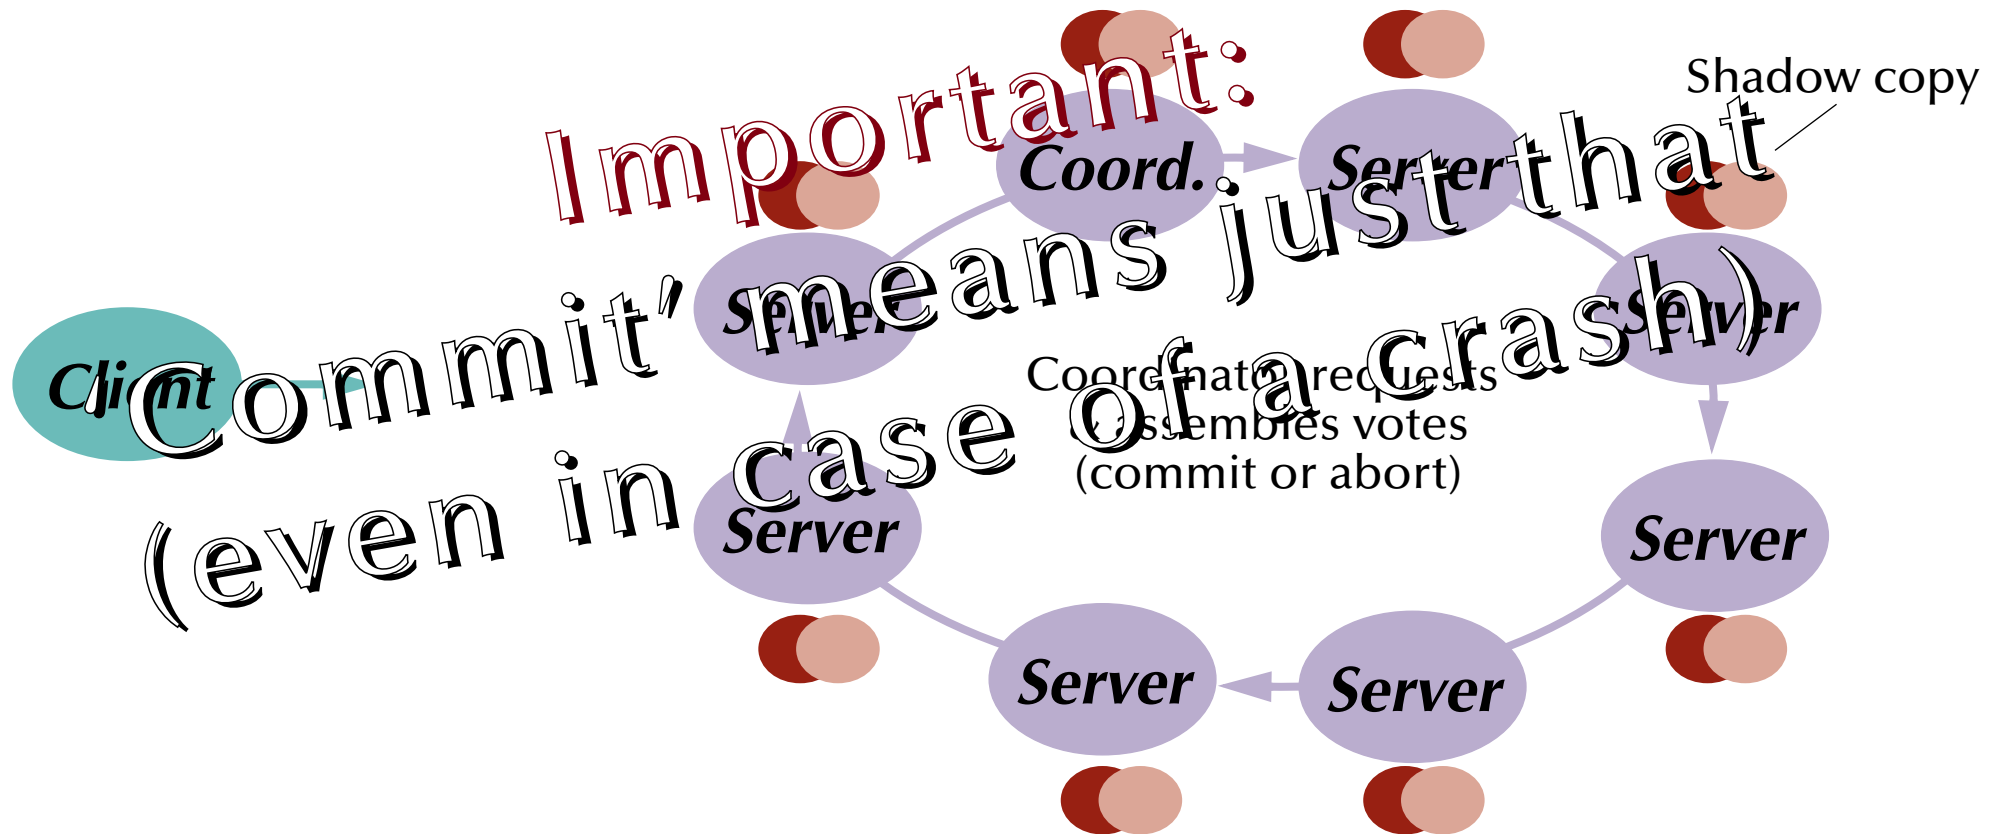 Important:
'Commit' means just that
(even in case of a crash)
Shadow copy
Coord.
Server
Server
Server
Client
Coordinator requests
& assembles votes
(commit or abort)
Server
Server
Server
Server